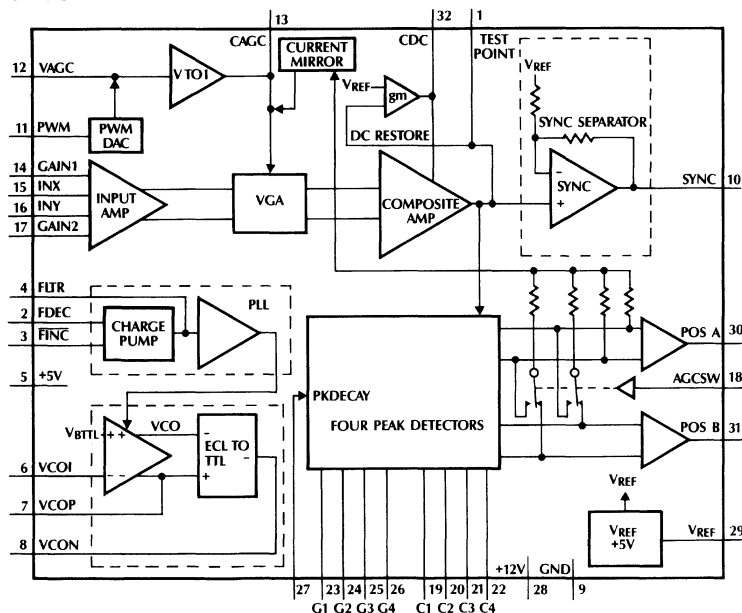 13 32 1
CAGC CURRENT MIRROR CDC TEST POINT
12 VAGC V TO I
VREF gm
VREF
SYNC SEPARATOR
DC RESTORE
11 PWM PWM DAC
14 GAIN1
15 INX
16 INY
17 GAIN2
INPUT AMP
VGA
COMPOSITE AMP
- SYNC +
SYNC 10
4 FLTR
2 FDEC
3 FINC
CHARGE PUMP
PLL
5 +5V
PKDECAY
FOUR PEAK DETECTORS
POS A 30
AGCSW 18
POS B 31
VBTTL ++ VCO
-- 
ECL TO TTL
- - +
6 VCOI
7 VCOP
8 VCON
VREF
VREF +5V
VREF 29
+12V GND
27 23 24 25 26 19 20 21 22 28 9
G1 G2 G3 G4 C1 C2 C3 C4